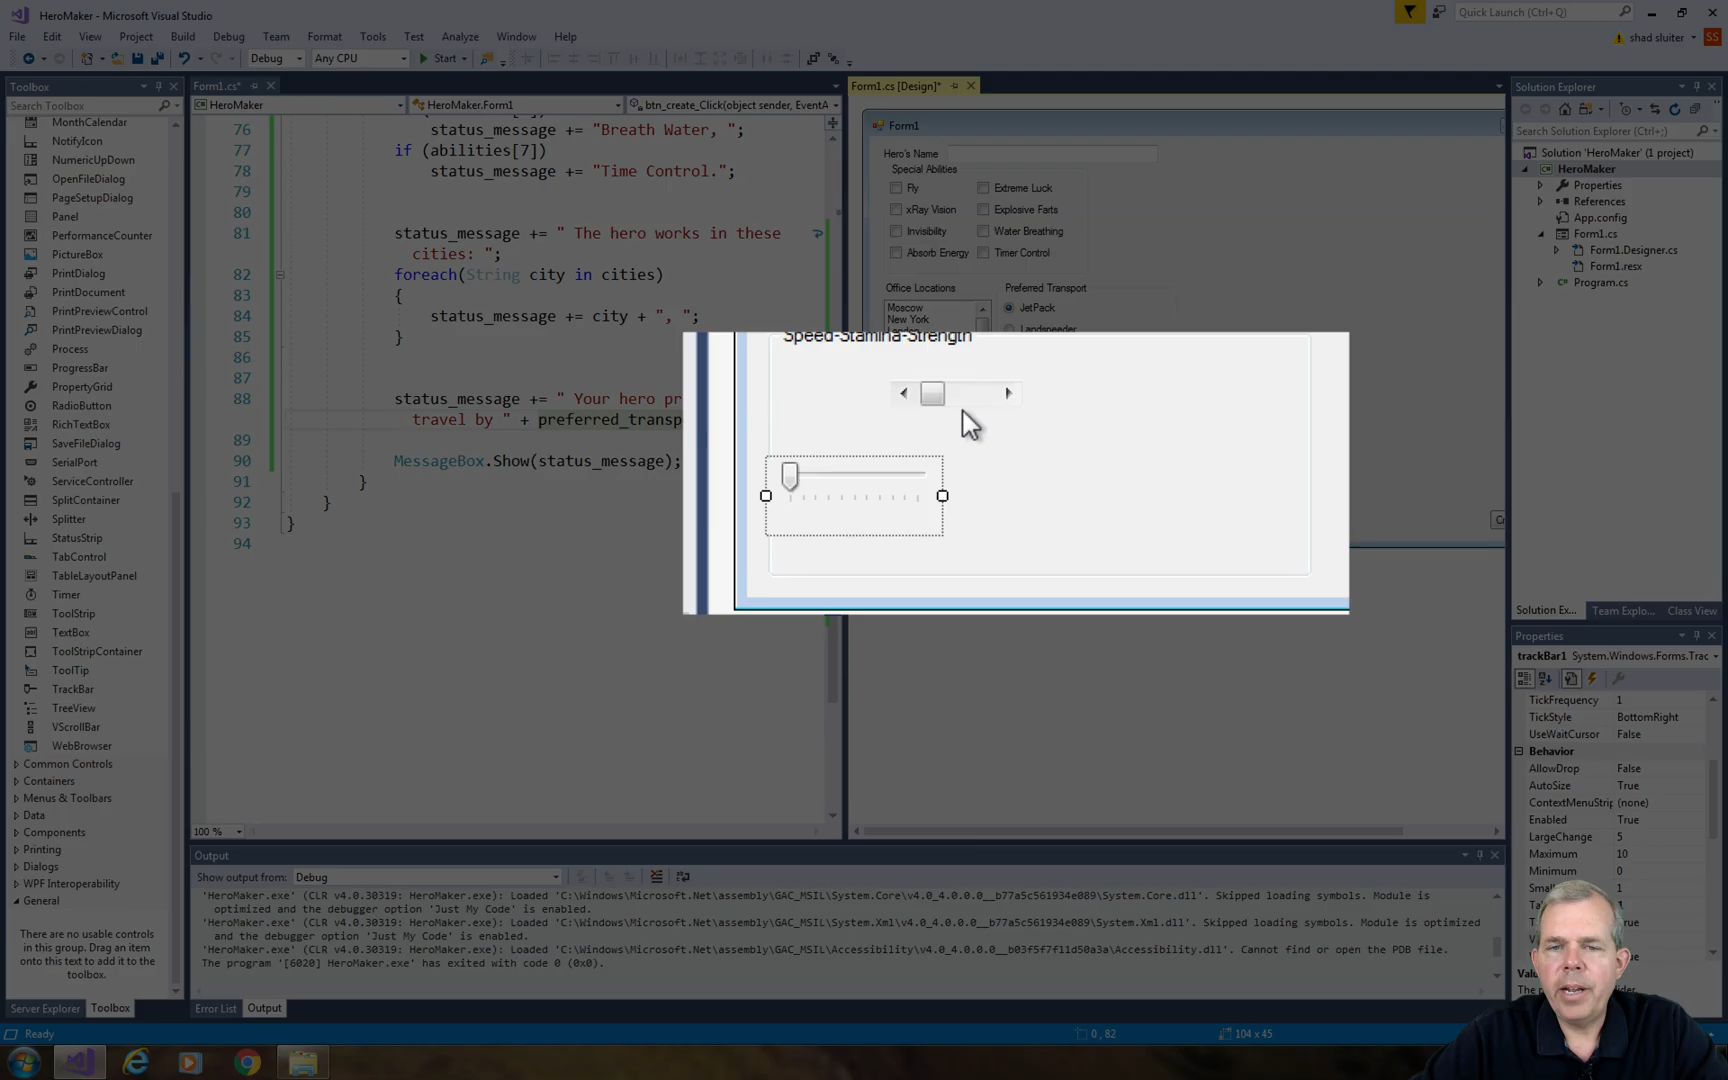 HeroMaker - Microsoft Visual Studio
Quick Launch (Ctrl+Q)
File Edit View Project Build Debug Team Format Tools Test Analyze Window Help
shad sluiter SS
Debug Any CPU Start
Toolbox
Search Toolbox
MonthCalendar
NotifyIcon
NumericUpDown
OpenFileDialog
PageSetupDialog
Panel
PerformanceCounter
PictureBox
PrintDialog
PrintDocument
PrintPreviewControl
PrintPreviewDialog
Process
ProgressBar
PropertyGrid
RadioButton
RichTextBox
SaveFileDialog
SerialPort
ServiceController
SplitContainer
Splitter
StatusStrip
TabControl
TableLayoutPanel
Timer
ToolStrip
TextBox
ToolStripContainer
ToolTip
TrackBar
TreeView
VScrollBar
WebBrowser
Common Controls
Containers
Menus & Toolbars
Data
Components
Printing
Dialogs
WPF Interoperability
General
There are no usable controls
in this group. Drag an item
onto this text to add it to the
toolbox.
Server Explorer Toolbox
Form1.cs*
HeroMaker HeroMaker.Form1 btn_create_Click(object sender, EventA
76 status_message += "Breath Water, ";
77 if (abilities[7])
78 status_message += "Time Control.";
79
80
81 status_message += " The hero works in these
cities: ";
82 foreach(String city in cities)
83 {
84 status_message += city + ", ";
85 }
86
87
88 status_message += " Your hero pr
travel by " + preferred_transp
89
90 MessageBox.Show(status_message);
91 }
92 }
93 }
94
100 %
Form1.cs [Design]*
Form1
Hero's Name
Special Abilities
Fly Extreme Luck
xRay Vision Explosive Farts
Invisibility Water Breathing
Absorb Energy Timer Control
Office Locations Preferred Transport
Moscow JetPack
New York
Landspeeder
Speed-Stamina-Strength
Cr
Output
Show output from: Debug
'HeroMaker.exe' (CLR v4.0.30319: HeroMaker.exe): Loaded 'C:\Windows\Microsoft.Net\assembly\GAC_MSIL\System.Core\v4.0_4.0.0.0__b77a5c561934e089\System.Core.dll'. Skipped loading symbols. Module is
optimized and the debugger option 'Just My Code' is enabled.
'HeroMaker.exe' (CLR v4.0.30319: HeroMaker.exe): Loaded 'C:\Windows\Microsoft.Net\assembly\GAC_MSIL\System.Xml\v4.0_4.0.0.0__b77a5c561934e089\System.Xml.dll'. Skipped loading symbols. Module is optimized
and the debugger option 'Just My Code' is enabled.
'HeroMaker.exe' (CLR v4.0.30319: HeroMaker.exe): Loaded 'C:\Windows\Microsoft.Net\assembly\GAC_MSIL\Accessibility\v4.0_4.0.0.0__b03f5f7f11d50a3a\Accessibility.dll'. Cannot find or open the PDB file.
The program '[6020] HeroMaker.exe' has exited with code 0 (0x0).
Error List Output
Solution Explorer
Search Solution Explorer (Ctrl+;)
Solution 'HeroMaker' (1 project)
HeroMaker
Properties
References
App.config
Form1.cs
Form1.Designer.cs
Form1.resx
Program.cs
Solution Ex... Team Explo... Class View
Properties
trackBar1 System.Windows.Forms.Trac
TickFrequency 1
TickStyle BottomRight
UseWaitCursor False
Behavior
AllowDrop False
AutoSize True
ContextMenuStrip (none)
Enabled True
LargeChange 5
Maximum 10
Minimum 0
Small 1
Ready 0 , 82 104 x 45